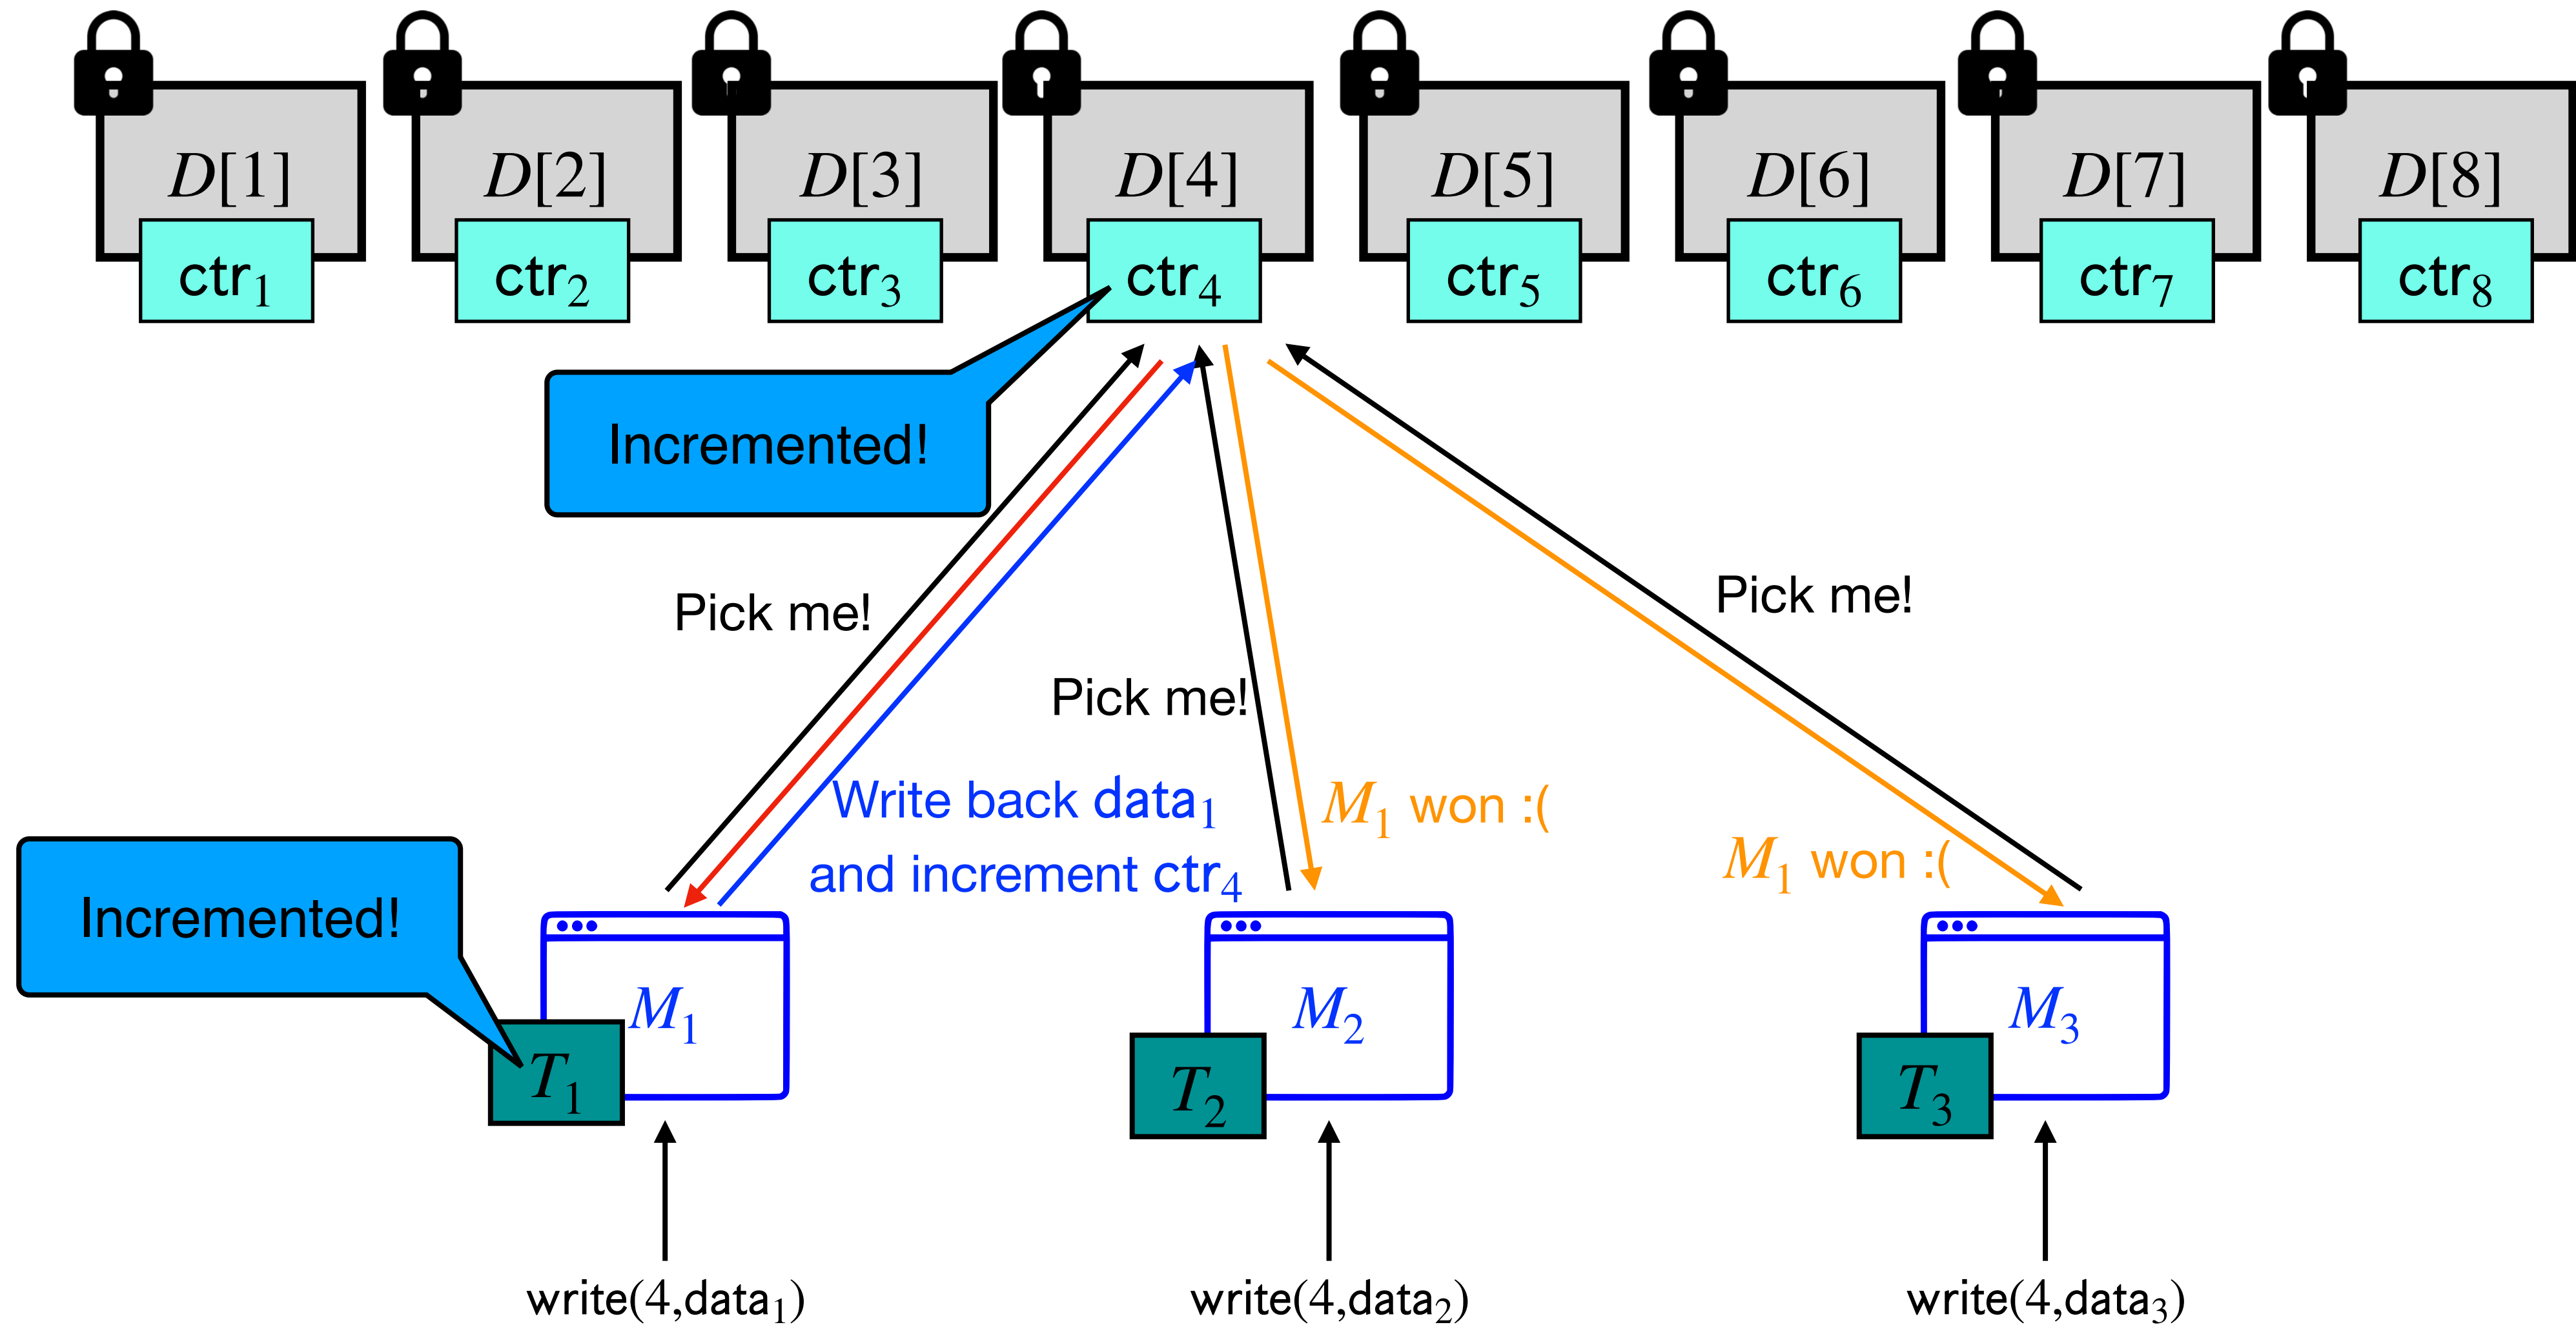 D[1] D[2] D[3] D[4] D[5] D[6] D[7] D[8]
ctr₁ ctr₂ ctr₃ ctr₄ ctr₅ ctr₆ ctr₇ ctr₈
Incremented!
Pick me!
Pick me!
Pick me!
Write back data₁
and increment ctr₄
M₁ won :(
M₁ won :(
Incremented!
M₁ M₂ M₃
T₁ T₂ T₃
write(4,data₁) write(4,data₂) write(4,data₃)